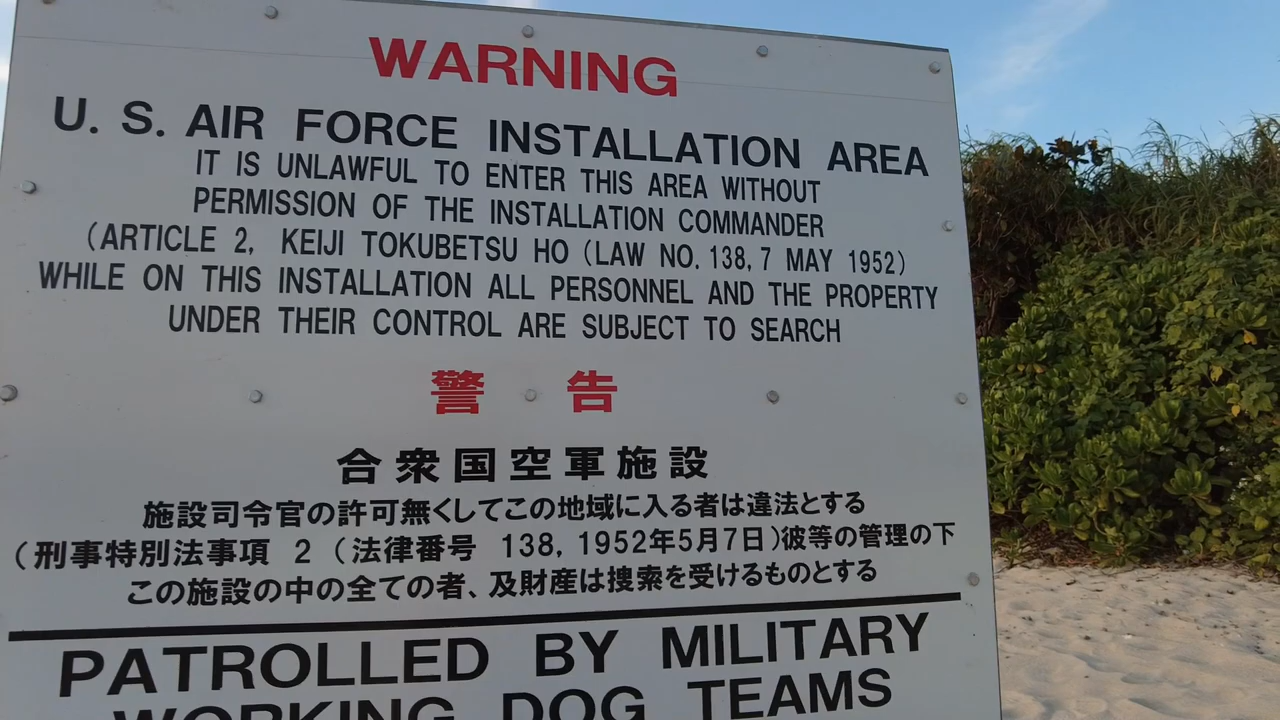 WARNING
U. S. AIR FORCE INSTALLATION AREA
IT IS UNLAWFUL TO ENTER THIS AREA WITHOUT
PERMISSION OF THE INSTALLATION COMMANDER
(ARTICLE 2, KEIJI TOKUBETSU HO (LAW NO. 138, 7 MAY 1952)
WHILE ON THIS INSTALLATION ALL PERSONNEL AND THE PROPERTY
UNDER THEIR CONTROL ARE SUBJECT TO SEARCH
警 告
合衆国空軍施設
施設司令官の許可無くしてこの地域に入る者は違法とする
(刑事特別法事項 2 (法律番号 138, 1952年5月7日)彼等の管理の下
この施設の中の全ての者、及財産は捜索を受けるものとする
PATROLLED BY MILITARY
WORKING DOG TEAMS